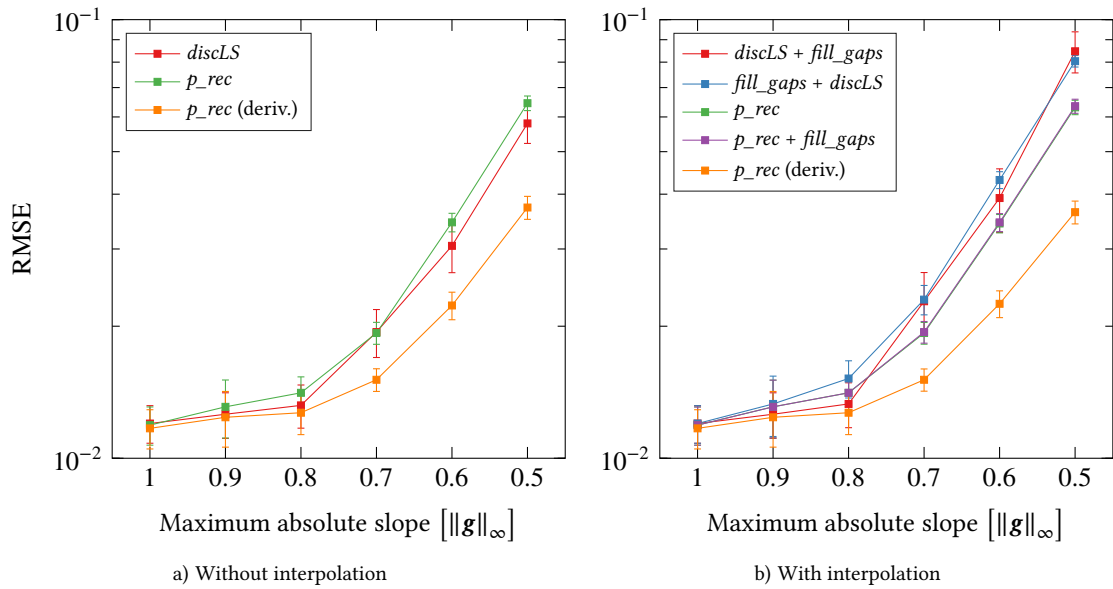 10⁻¹
discLS
p_rec
p_rec (deriv.)
RMSE
10⁻²
1 0.9 0.8 0.7 0.6 0.5
Maximum absolute slope [‖g‖∞]
a) Without interpolation
10⁻¹
discLS + fill_gaps
fill_gaps + discLS
p_rec
p_rec + fill_gaps
p_rec (deriv.)
10⁻²
1 0.9 0.8 0.7 0.6 0.5
Maximum absolute slope [‖g‖∞]
b) With interpolation